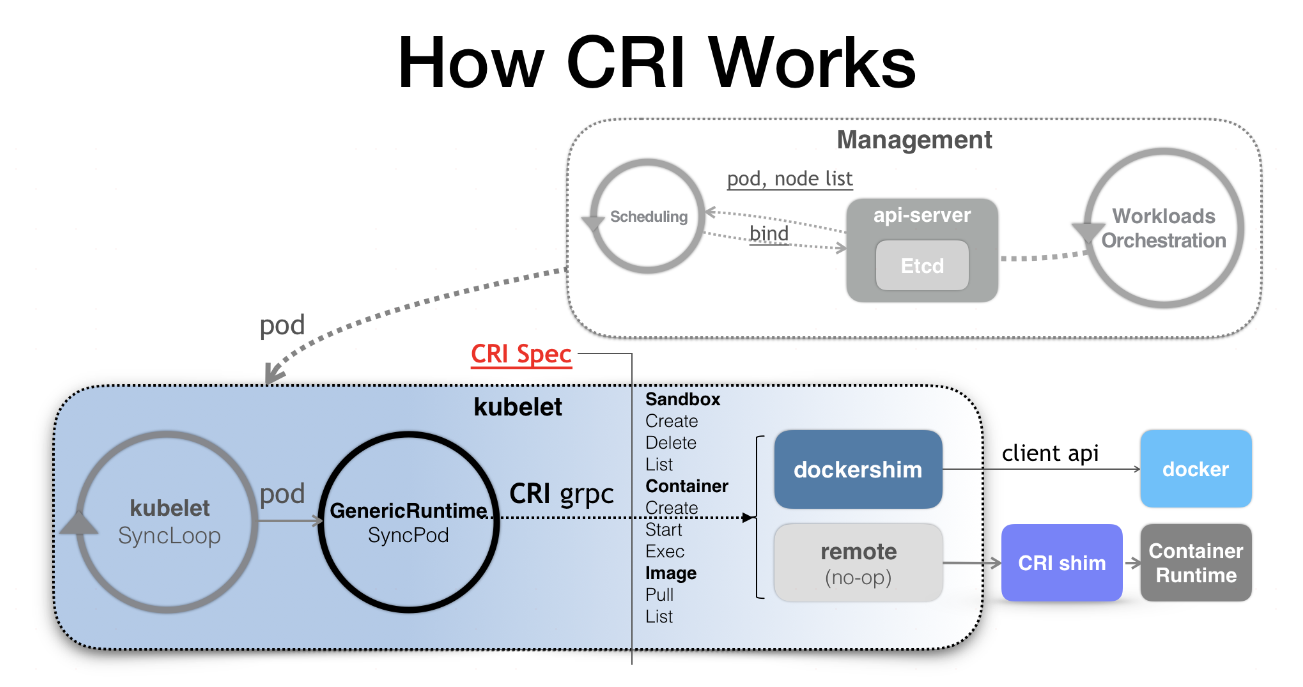 How CRI Works
Management
pod, node list
Scheduling
bind
api-server
Etcd
Workloads
Orchestration
pod
CRI Spec
kubelet
kubelet
SyncLoop
pod
GenericRuntime
SyncPod
CRI grpc
Sandbox
Create
Delete
List
Container
Create
Start
Exec
Image
Pull
List
dockershim
client api
docker
remote
(no-op)
CRI shim
Container
Runtime